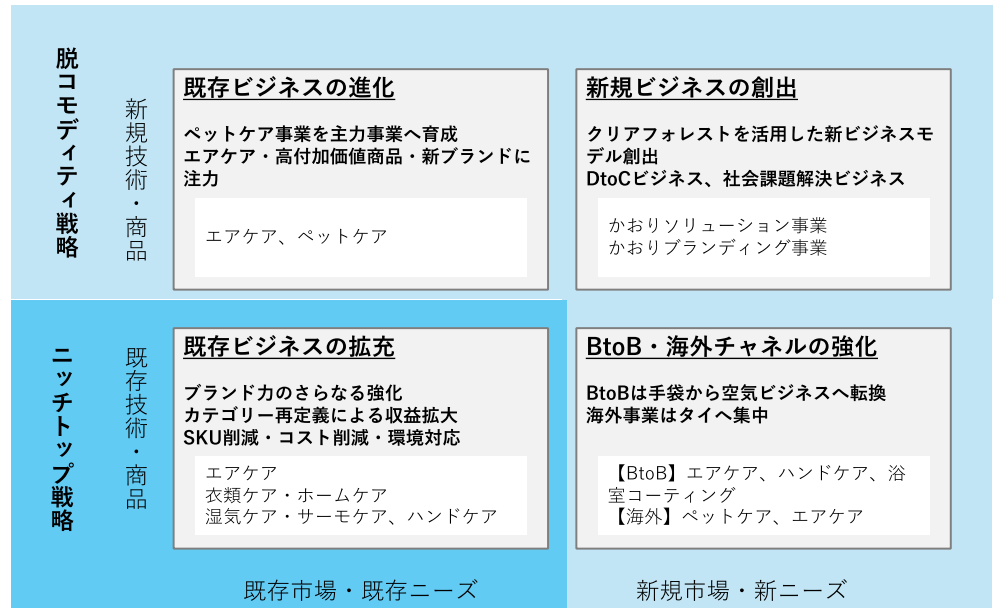 脱コモディティ戦略
新規技術・商品
既存ビジネスの進化
ペットケア事業を主力事業へ育成
エアケア・高付加価値商品・新ブランドに
注力
エアケア、ペットケア
新規ビジネスの創出
クリアフォレストを活用した新ビジネスモ
デル創出
DtoCビジネス、社会課題解決ビジネス
かおりソリューション事業
かおりブランディング事業
ニッチトップ戦略
既存技術・商品
既存ビジネスの拡充
ブランド力のさらなる強化
カテゴリー再定義による収益拡大
SKU削減・コスト削減・環境対応
エアケア
衣類ケア・ホームケア
湿気ケア・サーモケア、ハンドケア
BtoB・海外チャネルの強化
BtoBは手袋から空気ビジネスへ転換
海外事業はタイへ集中
【BtoB】エアケア、ハンドケア、浴
室コーティング
【海外】ペットケア、エアケア
既存市場・既存ニーズ
新規市場・新ニーズ